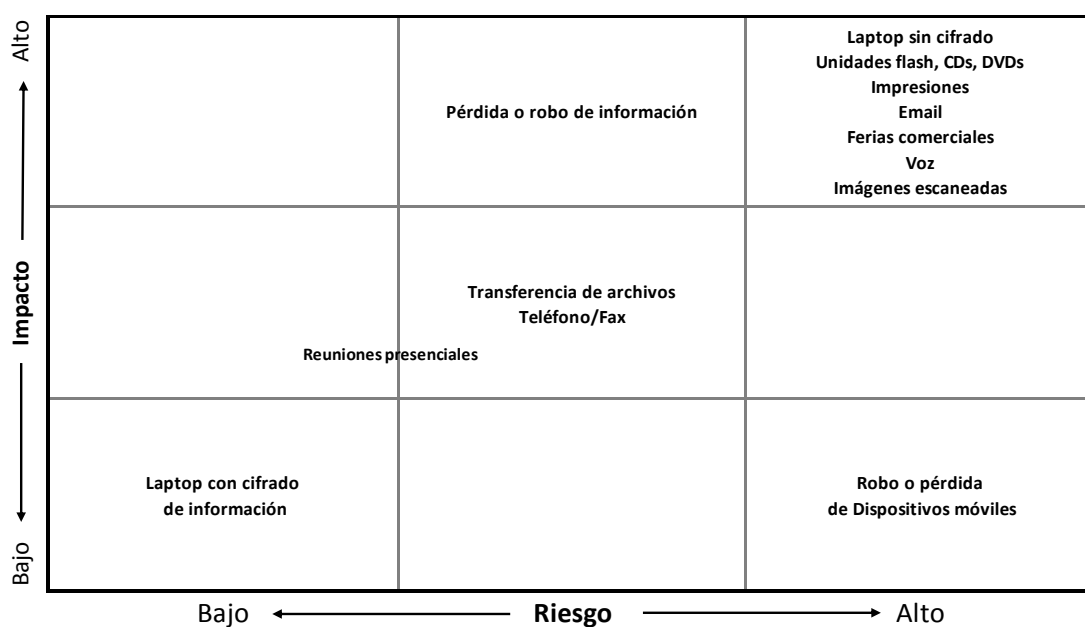 Alto
Impacto
Bajo
Pérdida o robo de información
Laptop sin cifrado
Unidades flash, CDs, DVDs
Impresiones
Email
Ferias comerciales
Voz
Imágenes escaneadas
Transferencia de archivos
Teléfono/Fax
Reuniones presenciales
Laptop con cifrado
de información
Robo o pérdida
de Dispositivos móviles
Bajo
Riesgo
Alto